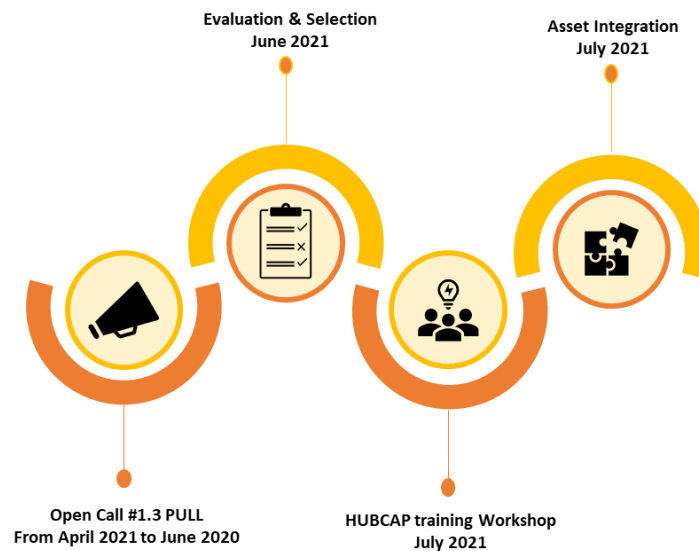 Evaluation & Selection
June 2021
Asset Integration
July 2021
Open Call #1.3 PULL
From April 2021 to June 2020
HUBCAP training Workshop
July 2021